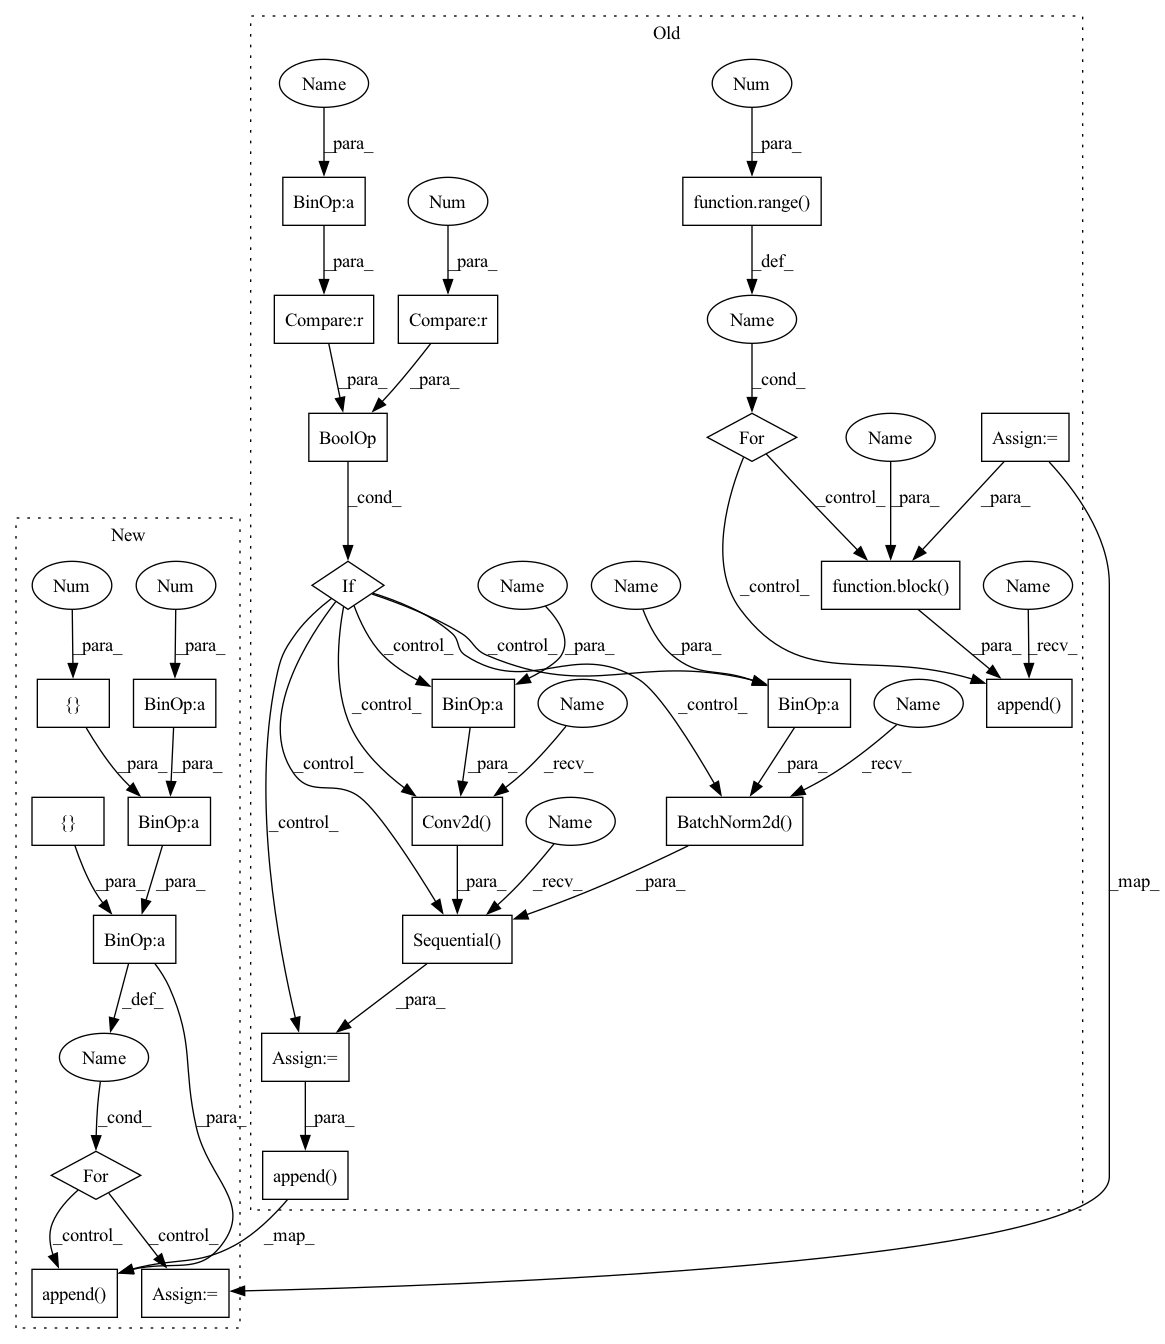 Old
Name
Num
_para_
_para_
BinOp:a
Num
function.range()
_para_
_para_
_def_
Compare:r
Compare:r
Name
_para_
_para_
_cond_
BoolOp
For
Name
Assign:=
_cond_
_control_
_para_
_para_
New
Num
Num
If
Name
Name
function.block()
Name
_para_
_para_
_control_
_control_
_para_
_para_
_control_
_para_
_recv_
{}
BinOp:a
BinOp:a
Name
BinOp:a
Name
append()
_control_
_control_
_para_
_para_
_control_
_para_
_recv_
_para_
_recv_
{}
BinOp:a
Conv2d()
Name
BatchNorm2d()
_control_
_para_
_para_
_para_
_recv_
_para_
_map_
BinOp:a
Sequential()
_def_
_para_
Name
Assign:=
_cond_
_para_
_para_
For
append()
_control_
_control_
_map_
append()
Assign:=